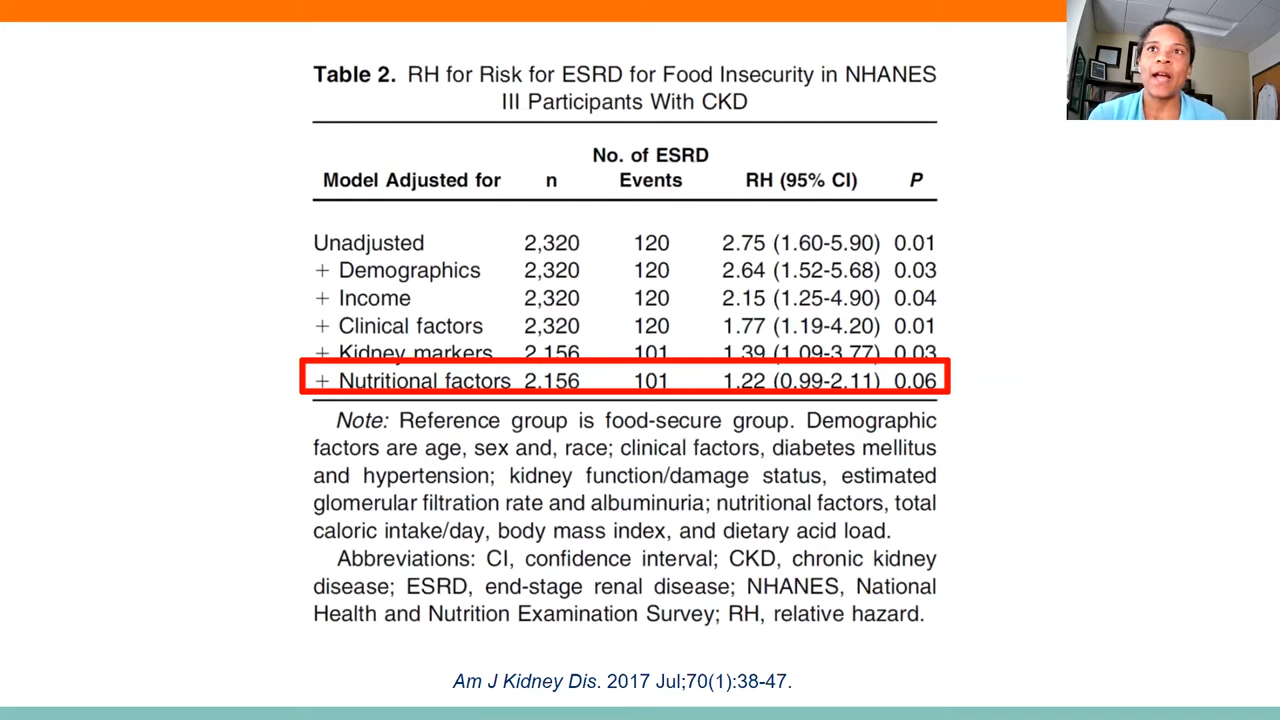 Table 2. RH for Risk for ESRD for Food Insecurity in NHANES
III Participants With CKD
No. of ESRD
Model Adjusted for n Events RH (95% CI) P
Unadjusted 2,320 120 2.75 (1.60-5.90) 0.01
+ Demographics 2,320 120 2.64 (1.52-5.68) 0.03
+ Income 2,320 120 2.15 (1.25-4.90) 0.04
+ Clinical factors 2,320 120 1.77 (1.19-4.20) 0.01
+ Kidney markers 2,156 101 1.39 (1.09-3.77) 0.03
+ Nutritional factors 2,156 101 1.22 (0.99-2.11) 0.06
Note: Reference group is food-secure group. Demographic
factors are age, sex and, race; clinical factors, diabetes mellitus
and hypertension; kidney function/damage status, estimated
glomerular filtration rate and albuminuria; nutritional factors, total
caloric intake/day, body mass index, and dietary acid load.
Abbreviations: CI, confidence interval; CKD, chronic kidney
disease; ESRD, end-stage renal disease; NHANES, National
Health and Nutrition Examination Survey; RH, relative hazard.
Am J Kidney Dis. 2017 Jul;70(1):38-47.